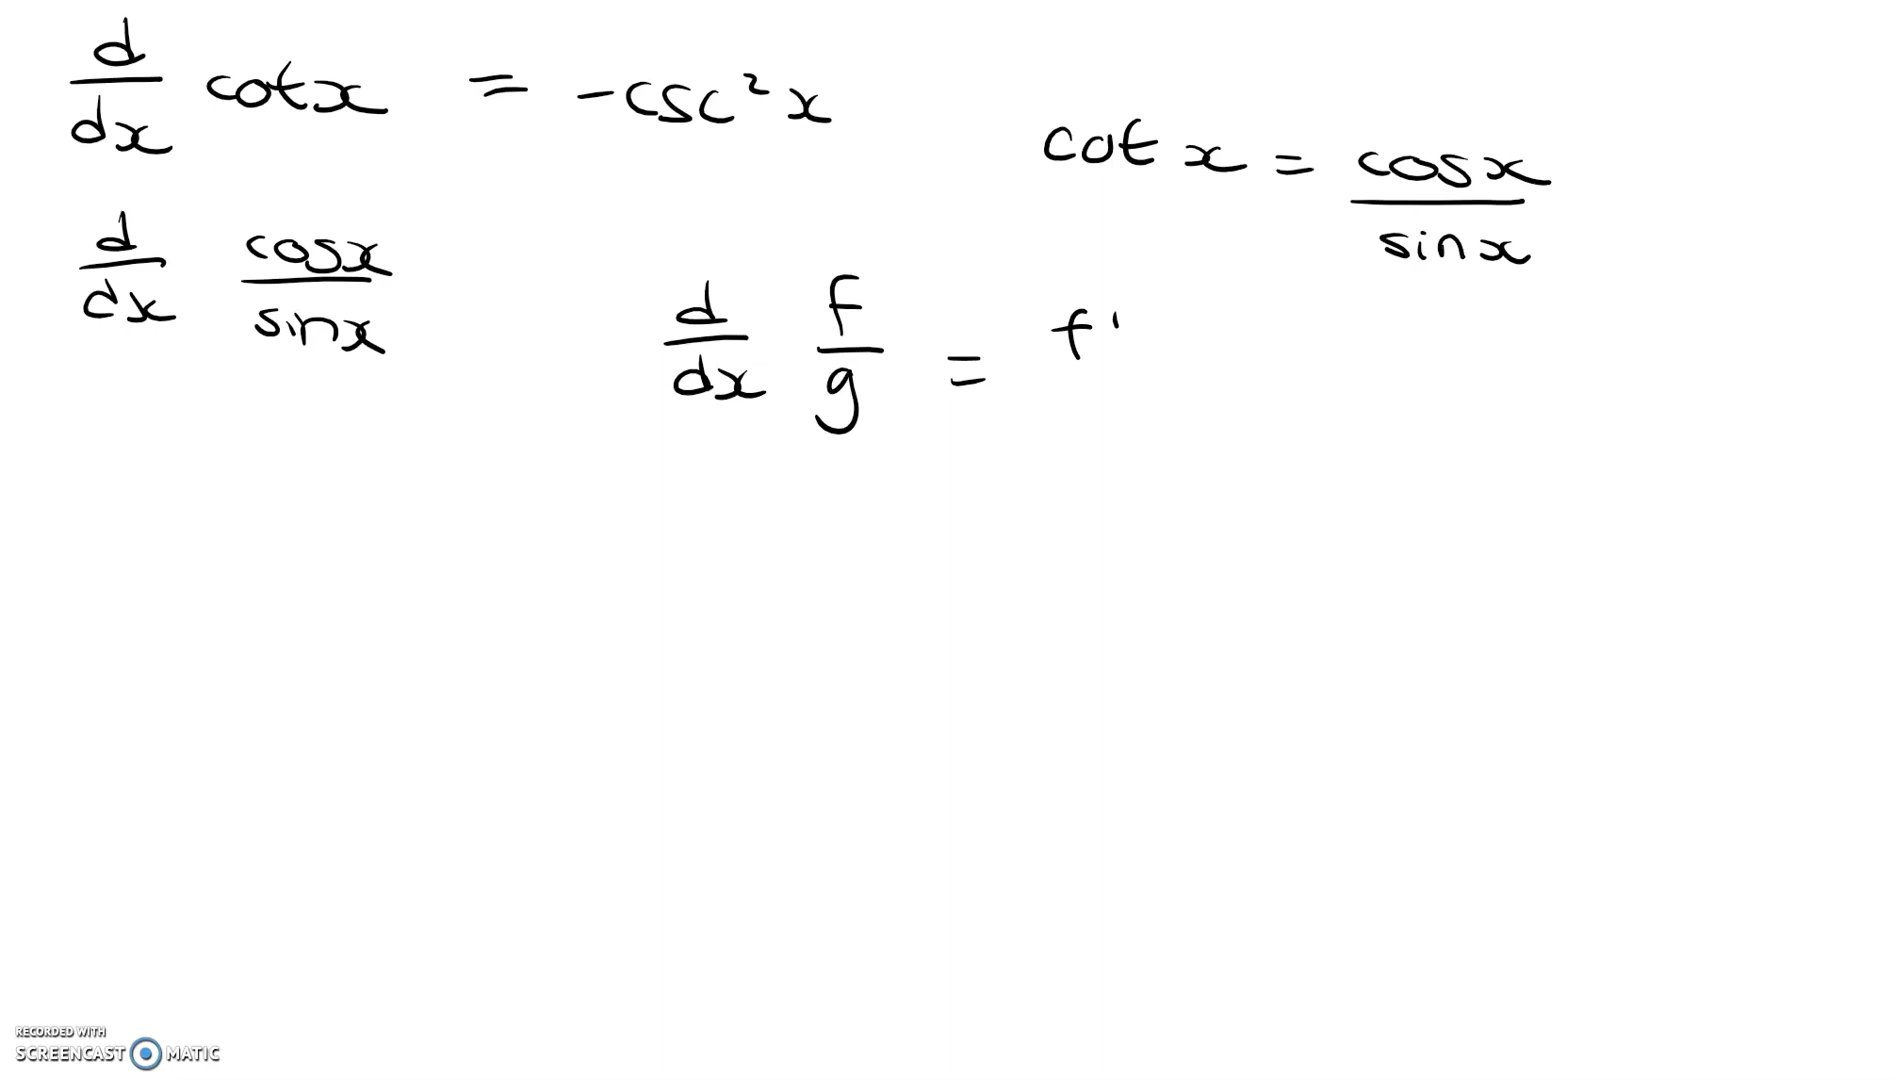 d/dx cotx = -csc²x
cot x = cosx/sinx
d/dx cosx/sinx
d/dx f/g = f'
RECORDED WITH
SCREENCAST MATIC